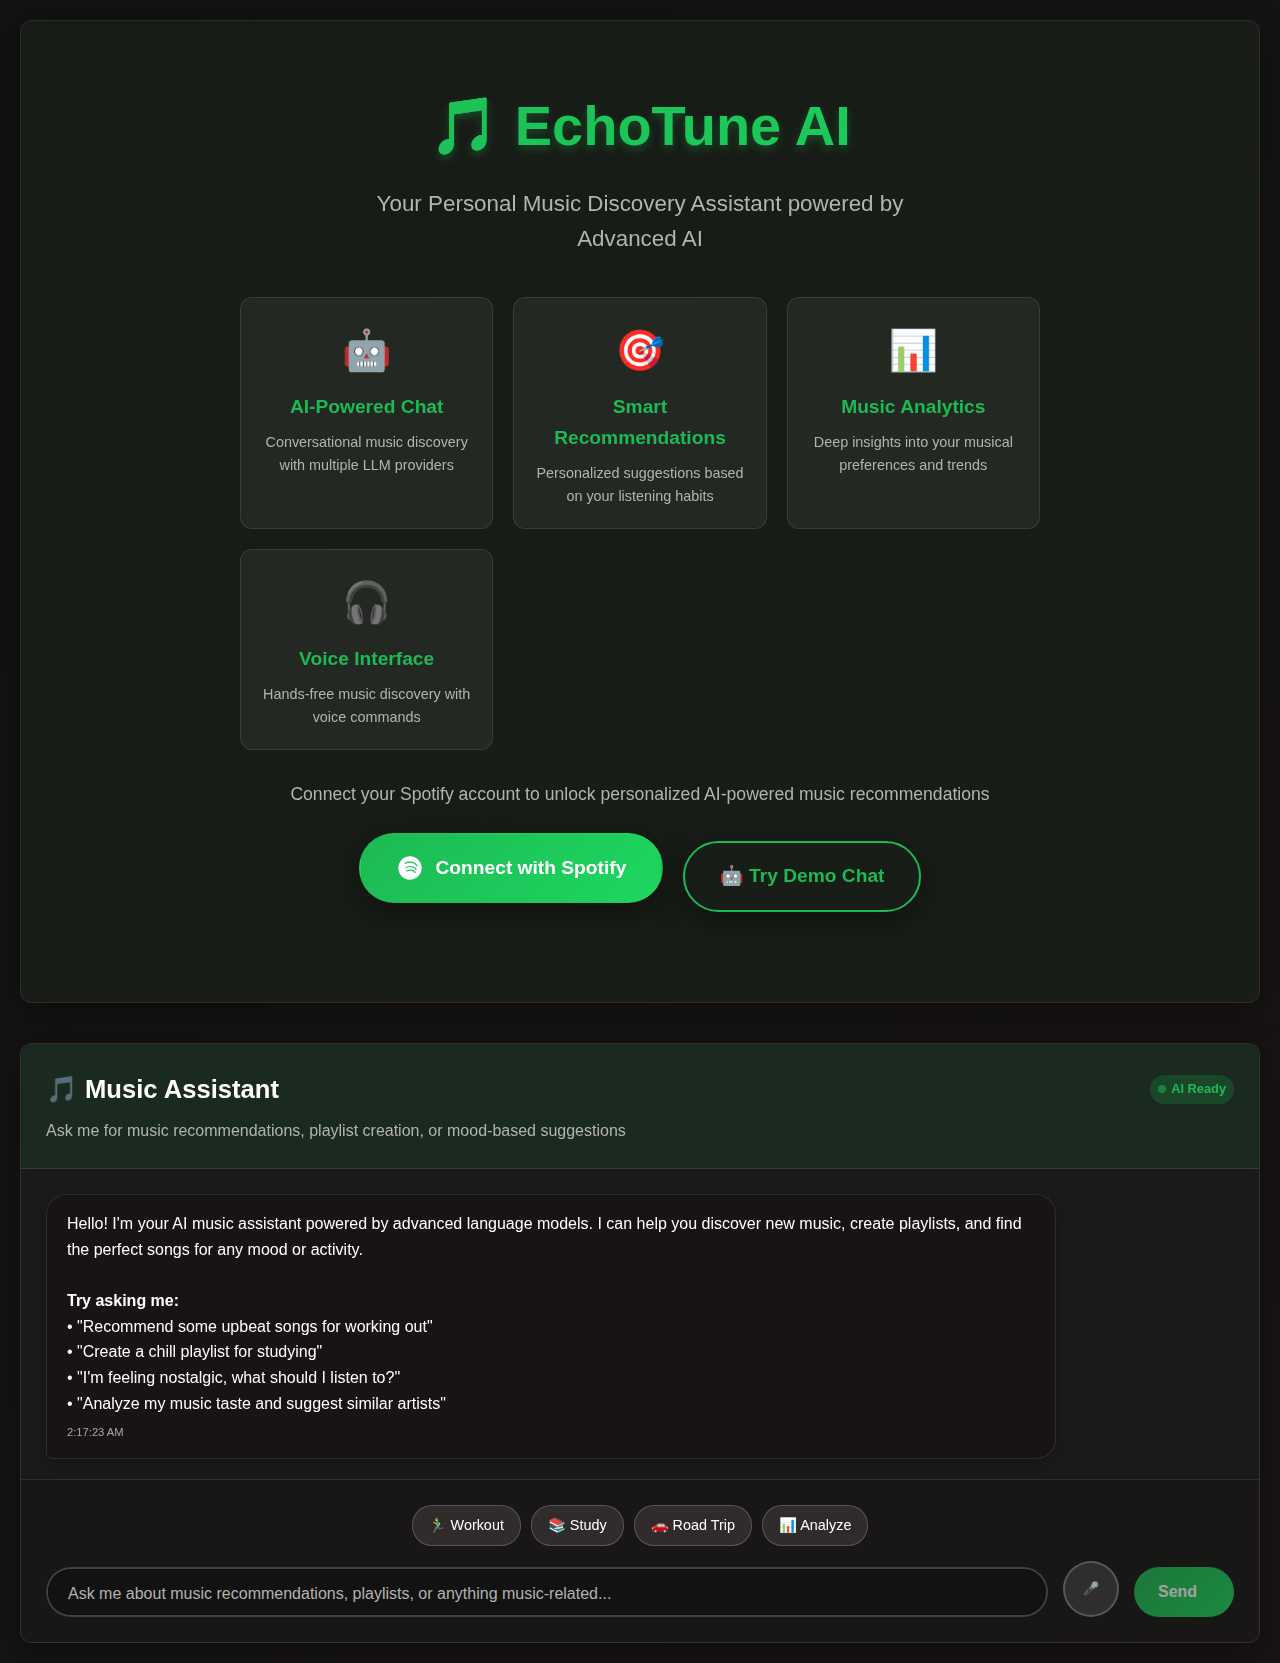 🎵 EchoTune AI
Your Personal Music Discovery Assistant powered by
Advanced AI
AI-Powered Chat
Conversational music discovery
with multiple LLM providers
Smart
Recommendations
Personalized suggestions based
on your listening habits
Music Analytics
Deep insights into your musical
preferences and trends
Voice Interface
Hands-free music discovery with
voice commands
Connect your Spotify account to unlock personalized AI-powered music recommendations
Connect with Spotify
🤖 Try Demo Chat
🎵 Music Assistant
AI Ready
Ask me for music recommendations, playlist creation, or mood-based suggestions
Hello! I'm your AI music assistant powered by advanced language models. I can help you discover new music, create playlists, and find
the perfect songs for any mood or activity.
Try asking me:
• "Recommend some upbeat songs for working out"
• "Create a chill playlist for studying"
• "I'm feeling nostalgic, what should I listen to?"
• "Analyze my music taste and suggest similar artists"
2:17:23 AM
🏃 Workout
📚 Study
🚗 Road Trip
📊 Analyze
Ask me about music recommendations, playlists, or anything music-related...
Send